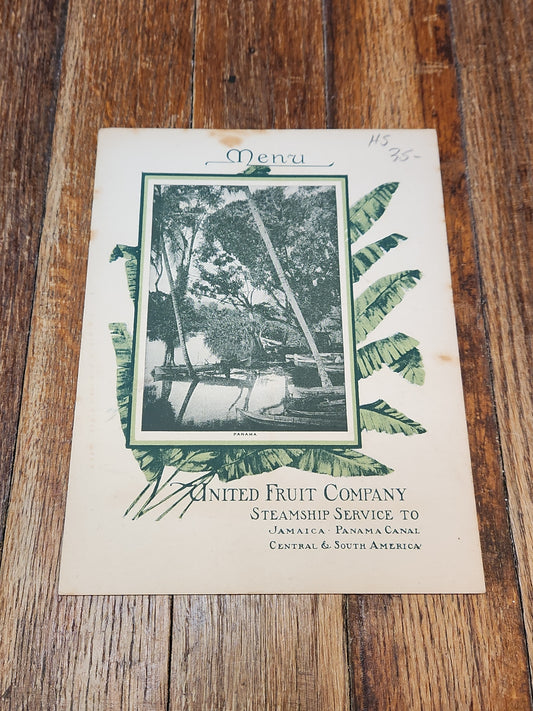 HS
35-
Menu
PANAMA
UNITED FRUIT COMPANY
STEAMSHIP SERVICE TO
JAMAICA · PANAMA CANAL
CENTRAL & SOUTH AMERICA